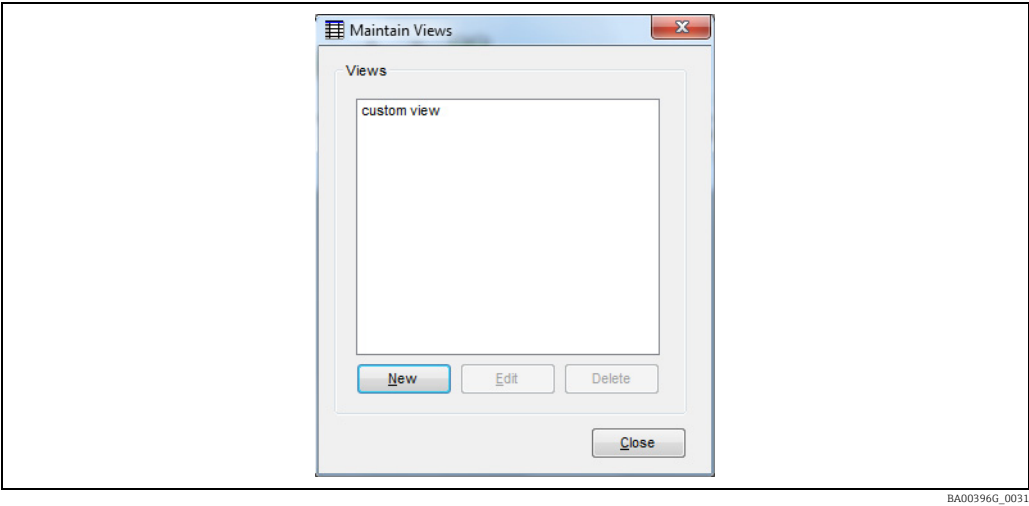 Maintain Views
Views
custom view
New Edit Delete
Close
BA00396G_0031